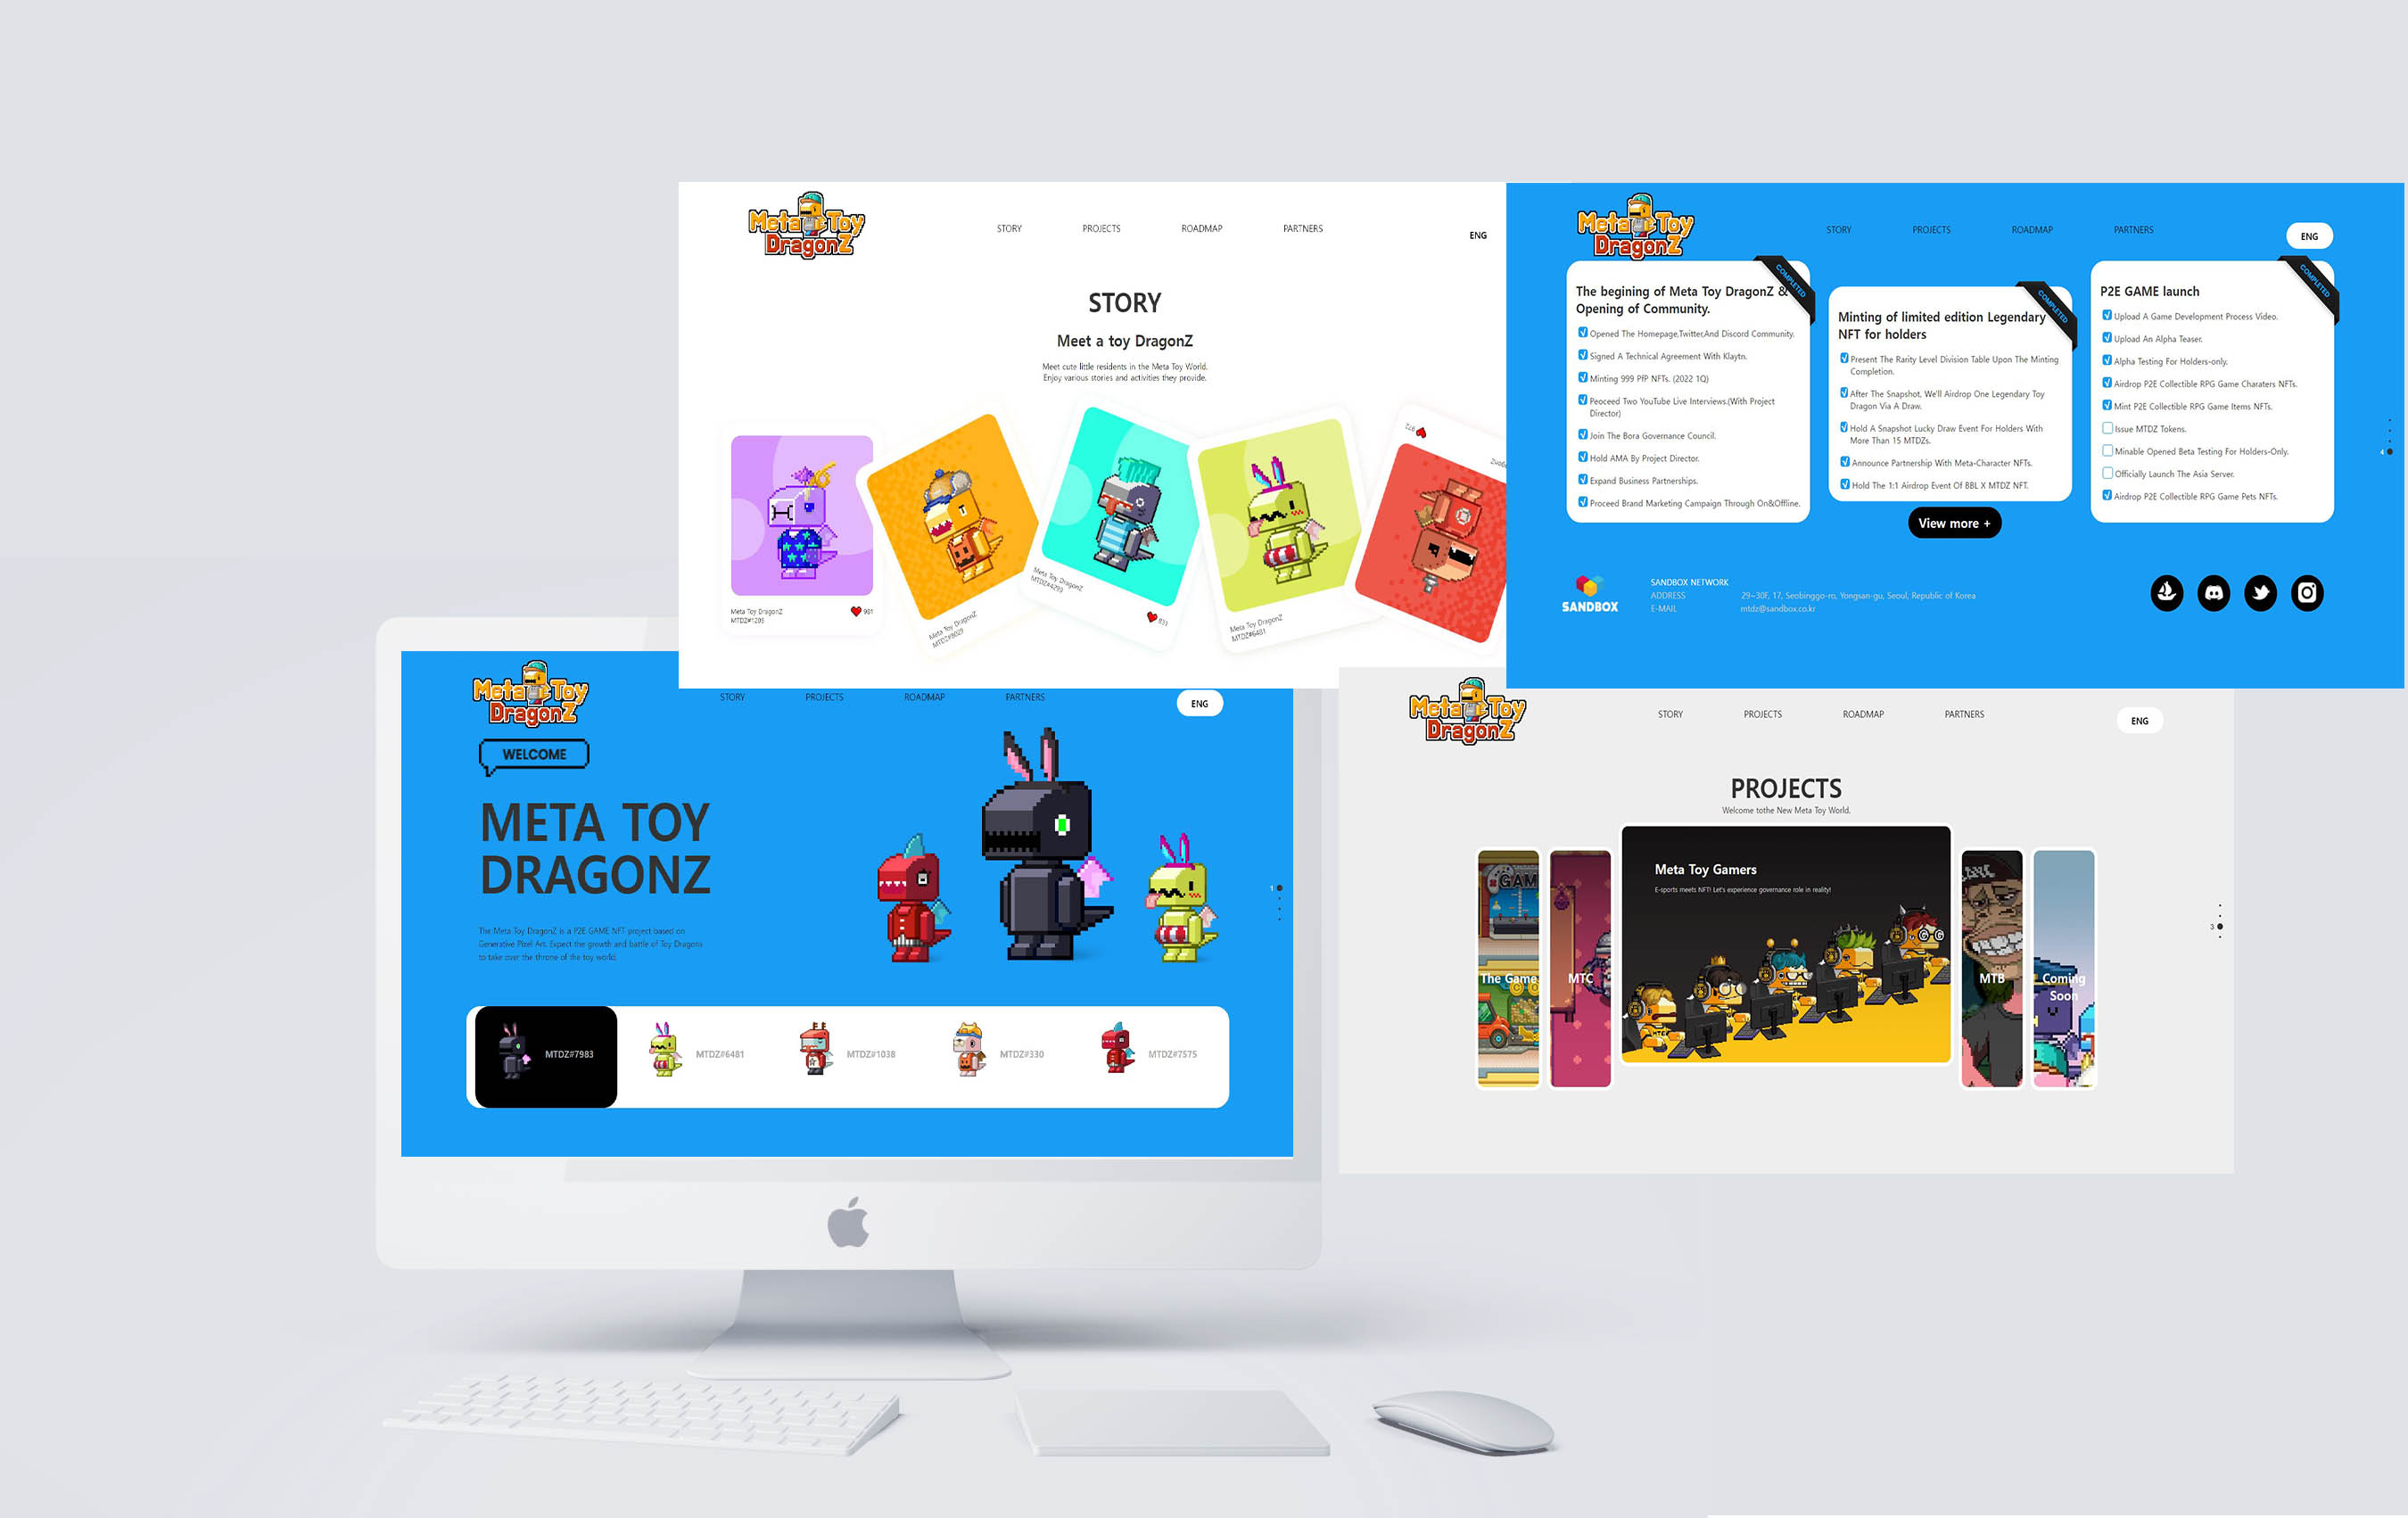 Meta Toy
DragonZ
STORY
PROJECTS
ROADMAP
PARTNERS
ENG
STORY
Meet a toy DragonZ
Meet cute little residents in the Meta Toy World.
Enjoy various stories and activities they provide.
Meta Toy DragonZ
MTDZ#1205
981
Meta Toy DragonZ
Meta Toy DragonZ
MTDZ#4299
Meta Toy DragonZ
MTDZ#6481
972
Meta Toy
DragonZ
STORY
PROJECTS
ROADMAP
PARTNERS
ENG
COMPLETED
The begining of Meta Toy DragonZ &
Opening of Community.
Opened The Homepage,Twitter,And Discord Community.
Signed A Technical Agreement With Klaytn.
Minting 999 PfP NFTs. (2022 1Q)
Peoceed Two YouTube Live Interviews.(With Project
Director)
Join The Bora Governance Council.
Hold AMA By Project Director.
Expand Business Partnerships.
Proceed Brand Marketing Campaign Through On&Offline.
COMPLETED
Minting of limited edition Legendary
NFT for holders
Present The Rarity Level Division Table Upon The Minting
Completion.
After The Snapshot, We'll Airdrop One Legendary Toy
Dragon Via A Draw.
Hold A Snapshot Lucky Draw Event For Holders With
More Than 15 MTDZs.
Announce Partnership With Meta-Character NFTs.
Hold The 1:1 Airdrop Event Of BBL X MTDZ NFT.
View more +
COMPLETED
P2E GAME launch
Upload A Game Development Process Video.
Upload An Alpha Teaser.
Alpha Testing For Holders-only.
Airdrop P2E Collectible RPG Game Charaters NFTs.
Mint P2E Collectible RPG Game Items NFTs.
Issue MTDZ Tokens.
Minable Opened Beta Testing For Holders-Only.
Officially Launch The Asia Server.
Airdrop P2E Collectible RPG Game Pets NFTs.
4
SANDBOX
SANDBOX NETWORK
ADDRESS
29~30F, 17, Seobinggo-ro, Yongsan-gu, Seoul, Republic of Korea
E-MAIL
mtdz@sandbox.co.kr
Meta Toy
DragonZ
STORY
PROJECTS
ROADMAP
PARTNERS
ENG
WELCOME
META TOY
DRAGONZ
The Meta Toy DragonZ is a P2E GAME NFT project based on
Generative Pixel Art. Expect the growth and battle of Toy Dragons
to take over the throne of the toy world.
1
MTDZ#7983
MTDZ#6481
MTDZ#1038
MTDZ#330
MTDZ#7575
Meta Toy
DragonZ
STORY
PROJECTS
ROADMAP
PARTNERS
ENG
PROJECTS
Welcome tothe New Meta Toy World.
GAM
The Game
MTC
Meta Toy Gamers
E-sports meets NFT! Let's experience governance role in reality!
MTB
Coming
Soon
3